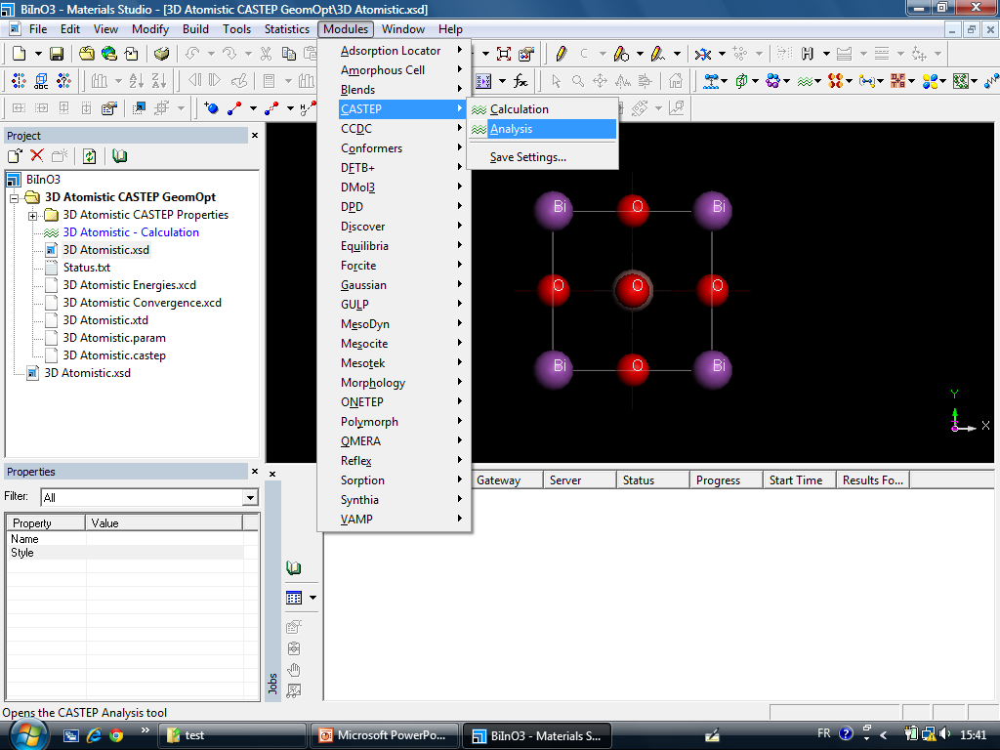 BiInO3 - Materials Studio - [3D Atomistic CASTEP GeomOpt\3D Atomistic.xsd]
File Edit View Modify Build Tools Statistics Modules Window Help
Adsorption Locator
Amorphous Cell
Blends
CASTEP
CCDC
Conformers
DFTB+
DMol3
DPD
Discover
Equilibria
Forcite
Gaussian
GULP
MesoDyn
Mesocite
Mesotek
Morphology
ONETEP
Polymorph
QMERA
Reflex
Sorption
Synthia
VAMP
Calculation
Analysis
Save Settings...
Project
BiInO3
3D Atomistic CASTEP GeomOpt
3D Atomistic CASTEP Properties
3D Atomistic - Calculation
3D Atomistic.xsd
Status.txt
3D Atomistic Energies.xcd
3D Atomistic Convergence.xcd
3D Atomistic.xtd
3D Atomistic.param
3D Atomistic.castep
3D Atomistic.xsd
Bi O Bi
O O O
Bi O Bi
Y
X
Properties
Filter: All
Property Value
Name
Style
Gateway Server Status Progress Start Time Results Fo...
Jobs
Opens the CASTEP Analysis tool
test Microsoft PowerPo... BiInO3 - Materials S... FR 15:41